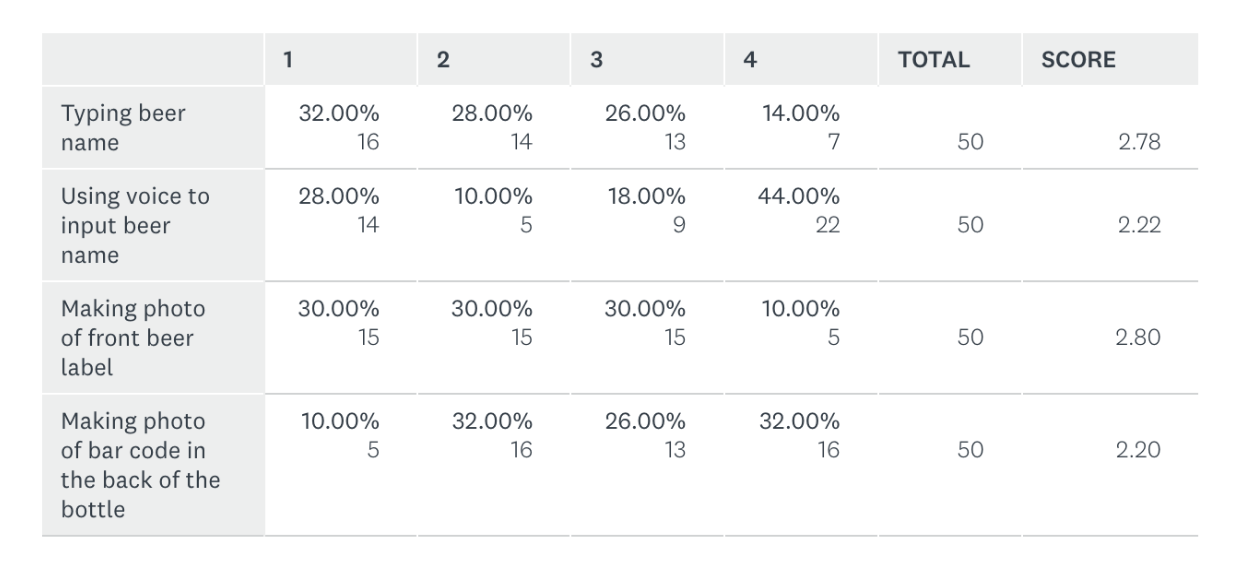 1 2 3 4 TOTAL SCORE
Typing beer 32.00% 28.00% 26.00% 14.00%
name 16 14 13 7 50 2.78
Using voice to 28.00% 10.00% 18.00% 44.00%
input beer 14 5 9 22 50 2.22
name
Making photo 30.00% 30.00% 30.00% 10.00%
of front beer 15 15 15 5 50 2.80
label
Making photo 10.00% 32.00% 26.00% 32.00%
of bar code in 5 16 13 16 50 2.20
the back of the
bottle